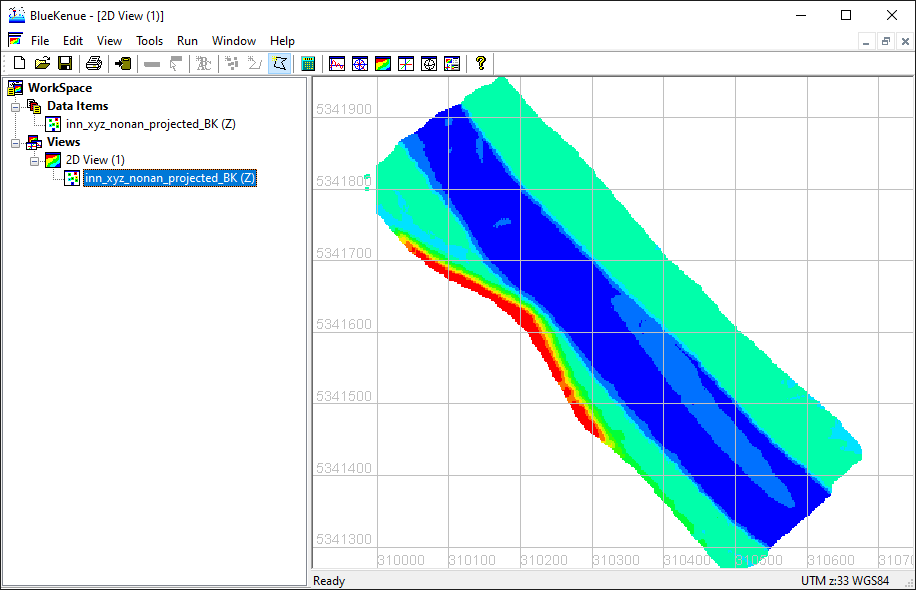 BlueKenue - [2D View (1)]
File Edit View Tools Run Window Help
WorkSpace
Data Items
inn_xyz_nonan_projected_BK (Z)
Views
2D View (1)
inn_xyz_nonan_projected_BK (Z)
5341900
5341800
5341700
5341600
5341500
5341400
5341300
310000 310100 310200 310300 310400 310500 310600 3107
Ready UTM z:33 WGS84